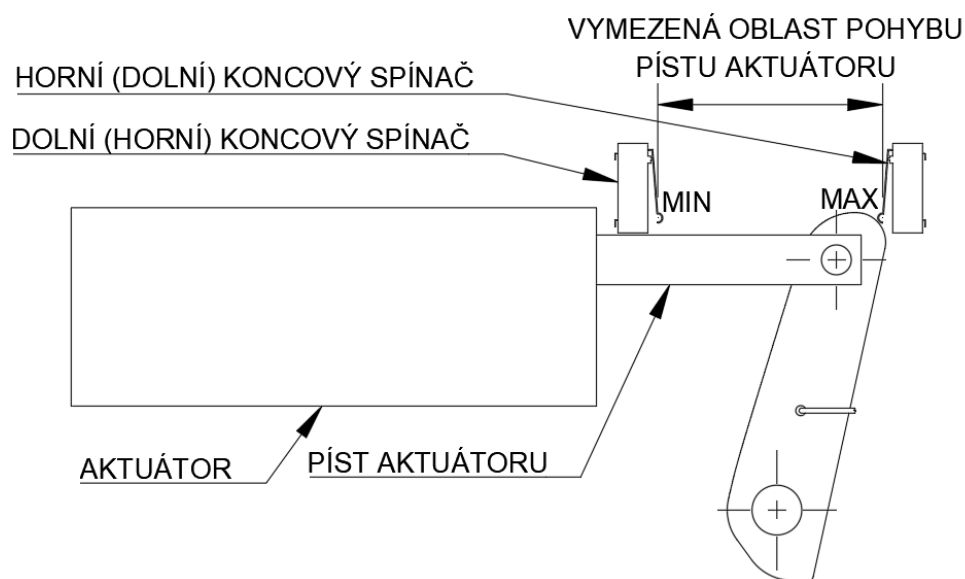 VYMEZENÁ OBLAST POHYBU
PÍSTU AKTUÁTORU
HORNÍ (DOLNÍ) KONCOVÝ SPÍNAČ
DOLNÍ (HORNÍ) KONCOVÝ SPÍNAČ
MIN
MAX
AKTUÁTOR
PÍST AKTUÁTORU